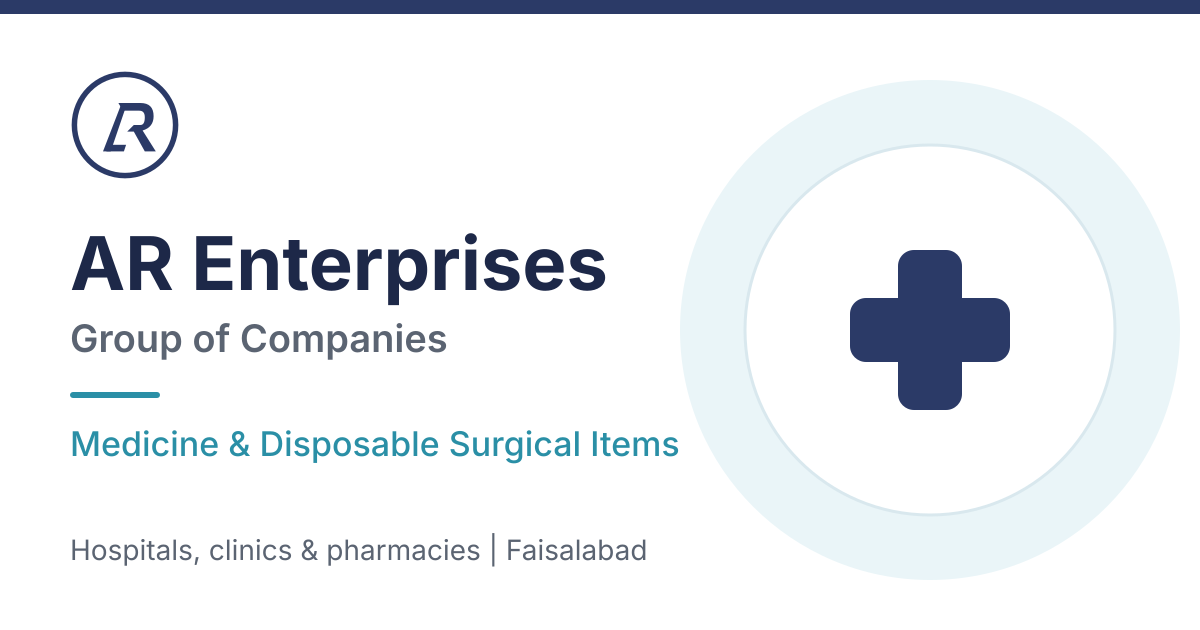 R
AR Enterprises
Group of Companies
Medicine & Disposable Surgical Items
Hospitals, clinics & pharmacies | Faisalabad